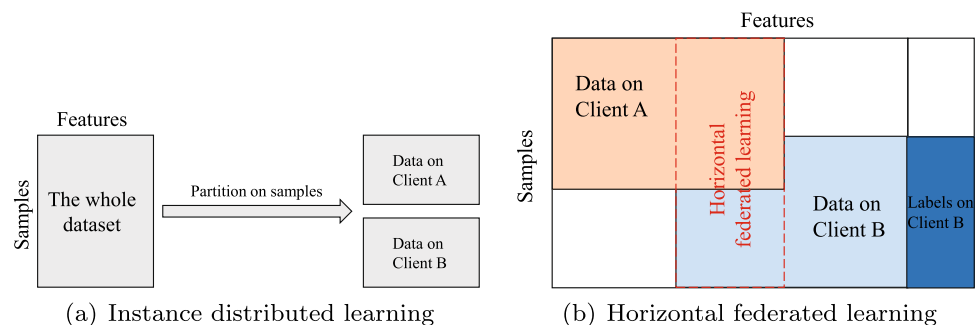 Features
Samples
The whole
dataset
Partition on samples
Data on
Client A
Data on
Client B
(a) Instance distributed learning
Features
Samples
Data on
Client A
Horizontal
federated learning
Data on
Client B
Labels on
Client B
(b) Horizontal federated learning